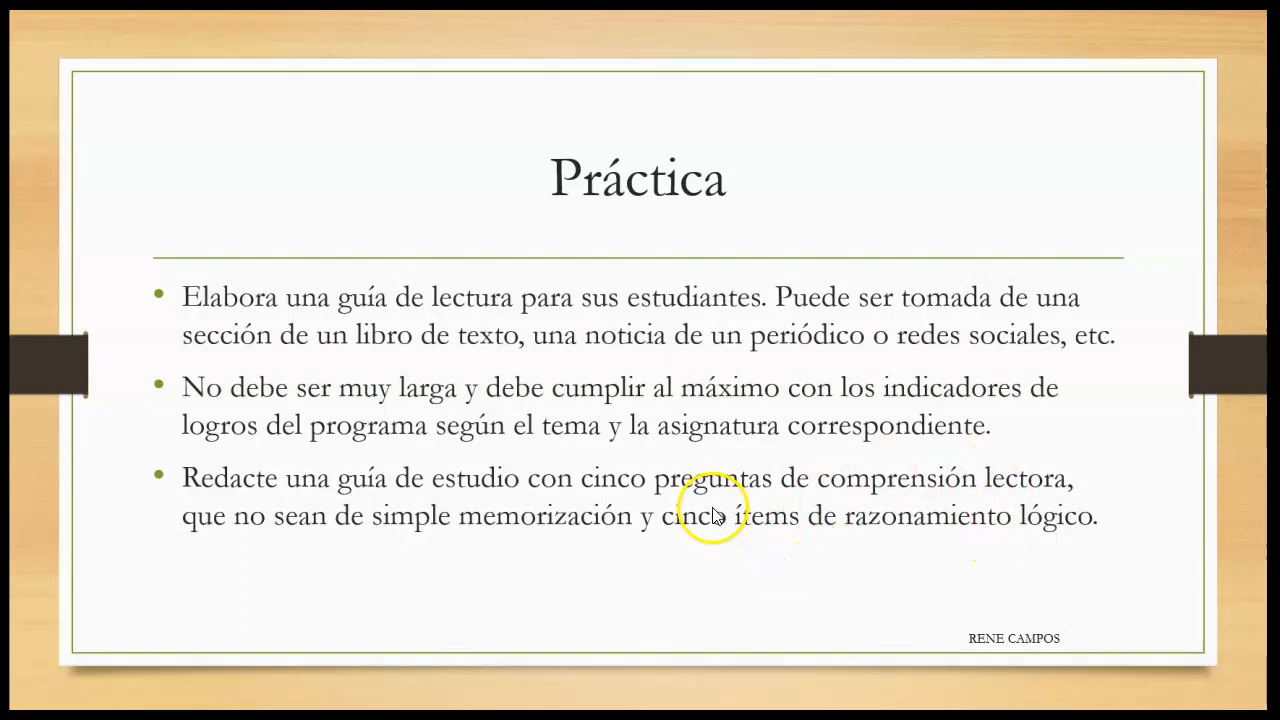 Práctica
• Elabora una guía de lectura para sus estudiantes. Puede ser tomada de una
sección de un libro de texto, una noticia de un periódico o redes sociales, etc.
• No debe ser muy larga y debe cumplir al máximo con los indicadores de
logros del programa según el tema y la asignatura correspondiente.
• Redacte una guía de estudio con cinco preguntas de comprensión lectora,
que no sean de simple memorización y cinco ítems de razonamiento lógico.
RENE CAMPOS